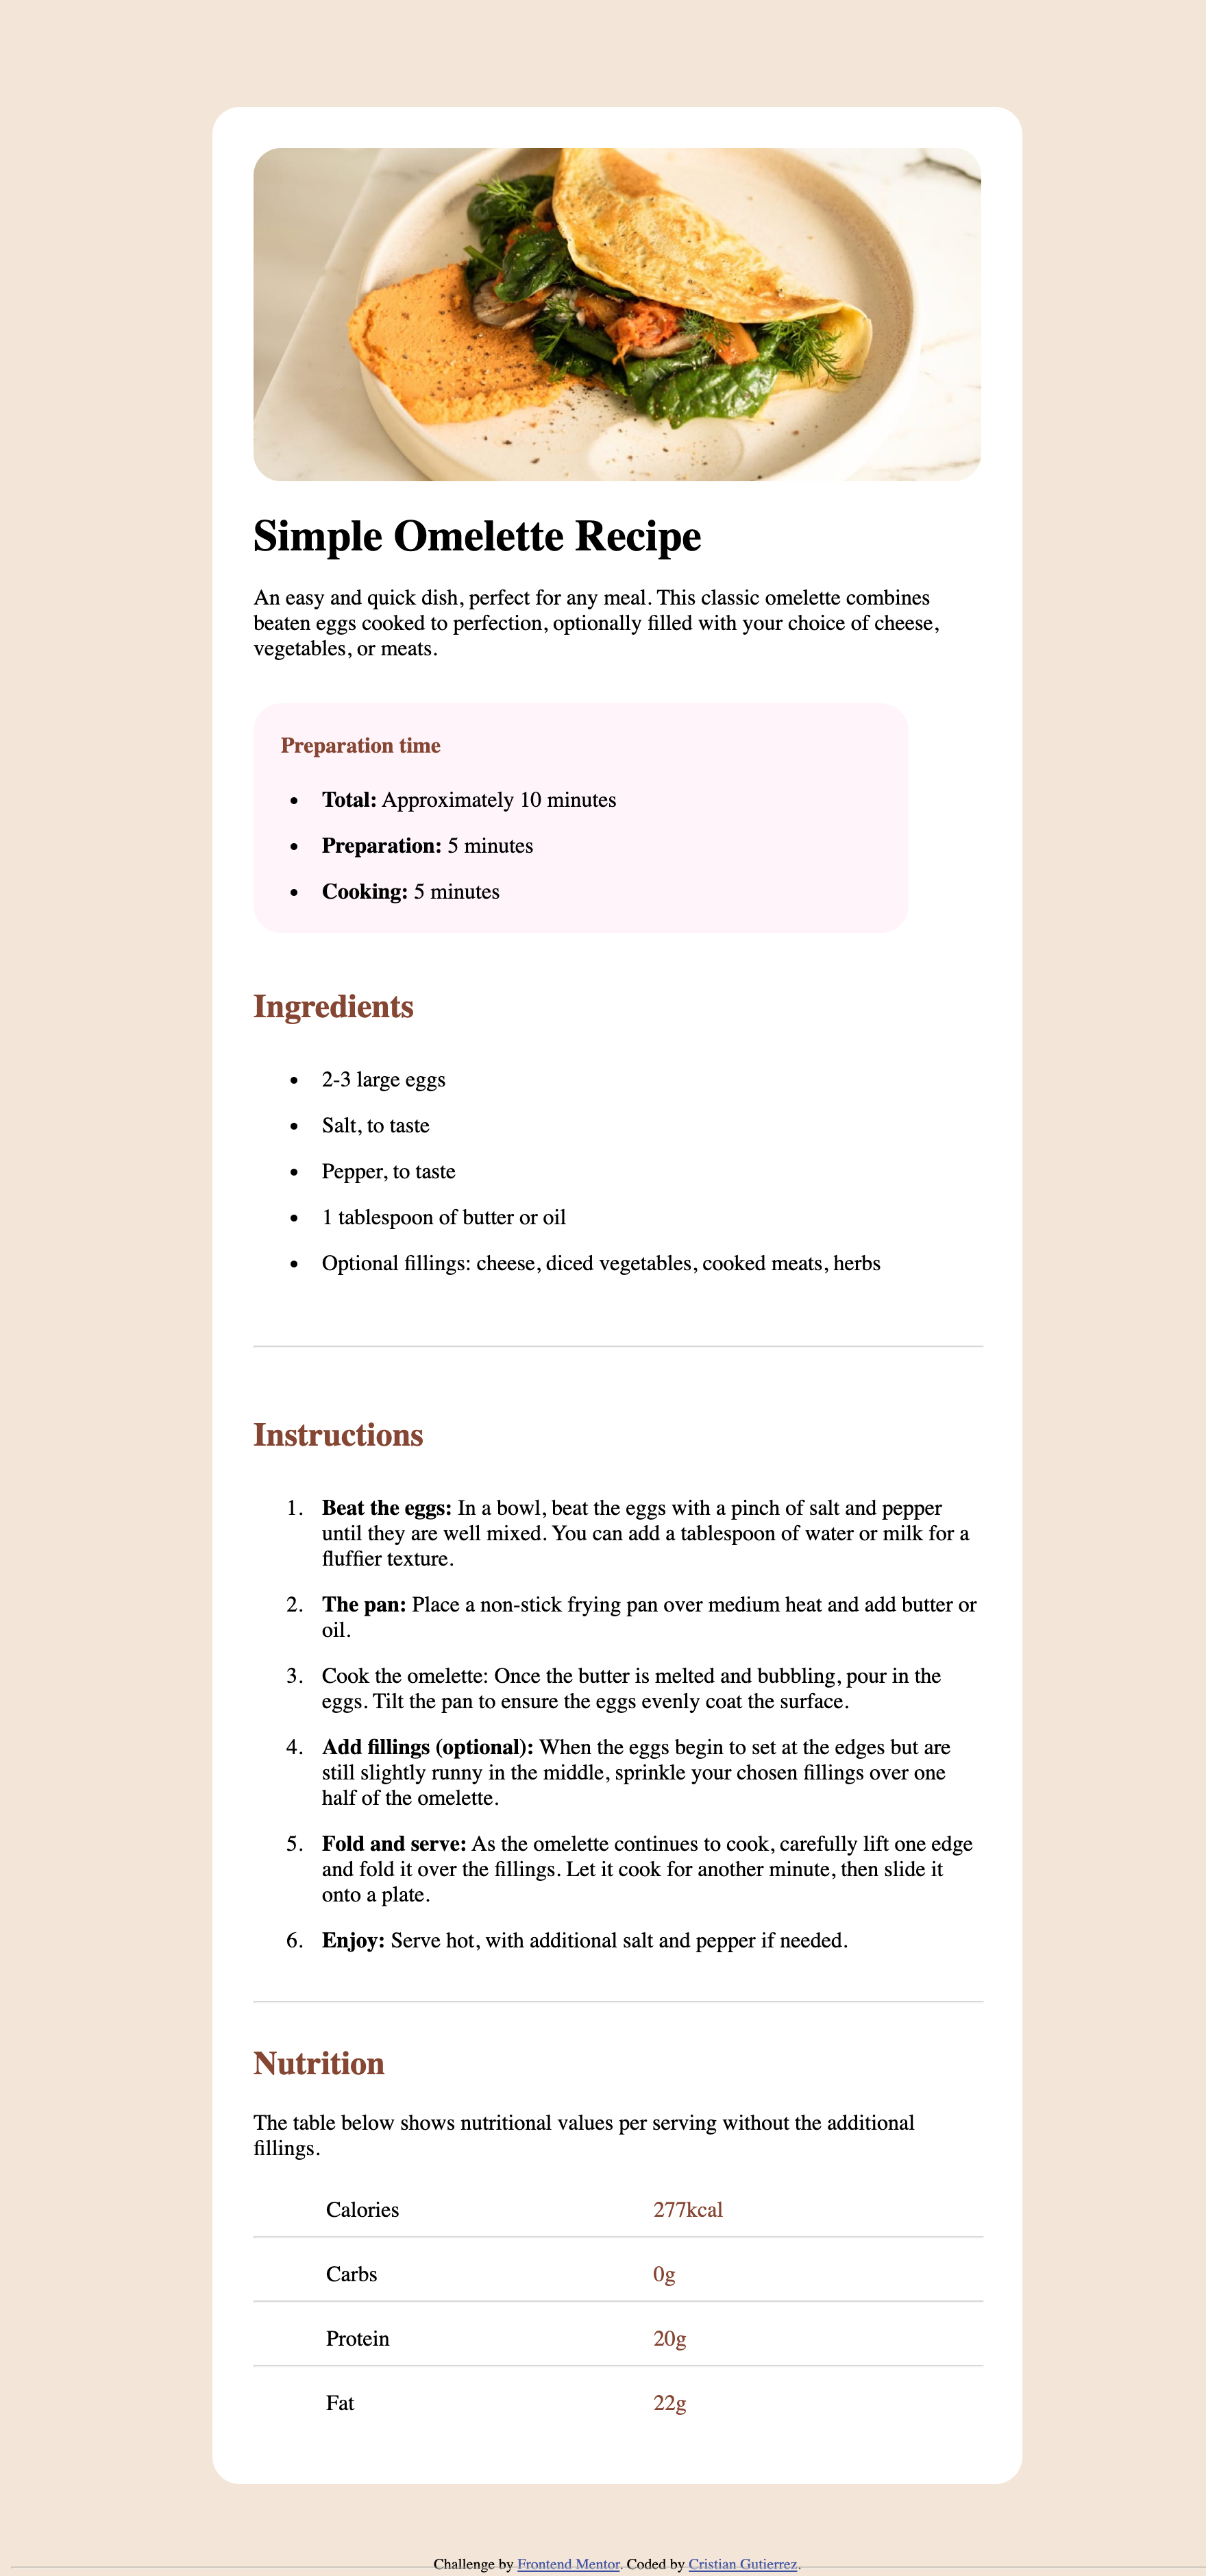 Simple Omelette Recipe
An easy and quick dish, perfect for any meal. This classic omelette combines
beaten eggs cooked to perfection, optionally filled with your choice of cheese,
vegetables, or meats.
Preparation time
• Total: Approximately 10 minutes
• Preparation: 5 minutes
• Cooking: 5 minutes
Ingredients
• 2-3 large eggs
• Salt, to taste
• Pepper, to taste
• 1 tablespoon of butter or oil
• Optional fillings: cheese, diced vegetables, cooked meats, herbs
Instructions
1. Beat the eggs: In a bowl, beat the eggs with a pinch of salt and pepper
until they are well mixed. You can add a tablespoon of water or milk for a
fluffier texture.
2. The pan: Place a non-stick frying pan over medium heat and add butter or
oil.
3. Cook the omelette: Once the butter is melted and bubbling, pour in the
eggs. Tilt the pan to ensure the eggs evenly coat the surface.
4. Add fillings (optional): When the eggs begin to set at the edges but are
still slightly runny in the middle, sprinkle your chosen fillings over one
half of the omelette.
5. Fold and serve: As the omelette continues to cook, carefully lift one edge
and fold it over the fillings. Let it cook for another minute, then slide it
onto a plate.
6. Enjoy: Serve hot, with additional salt and pepper if needed.
Nutrition
The table below shows nutritional values per serving without the additional
fillings.
Calories 277kcal
Carbs 0g
Protein 20g
Fat 22g
Challenge by Frontend Mentor. Coded by Cristian Gutierrez.